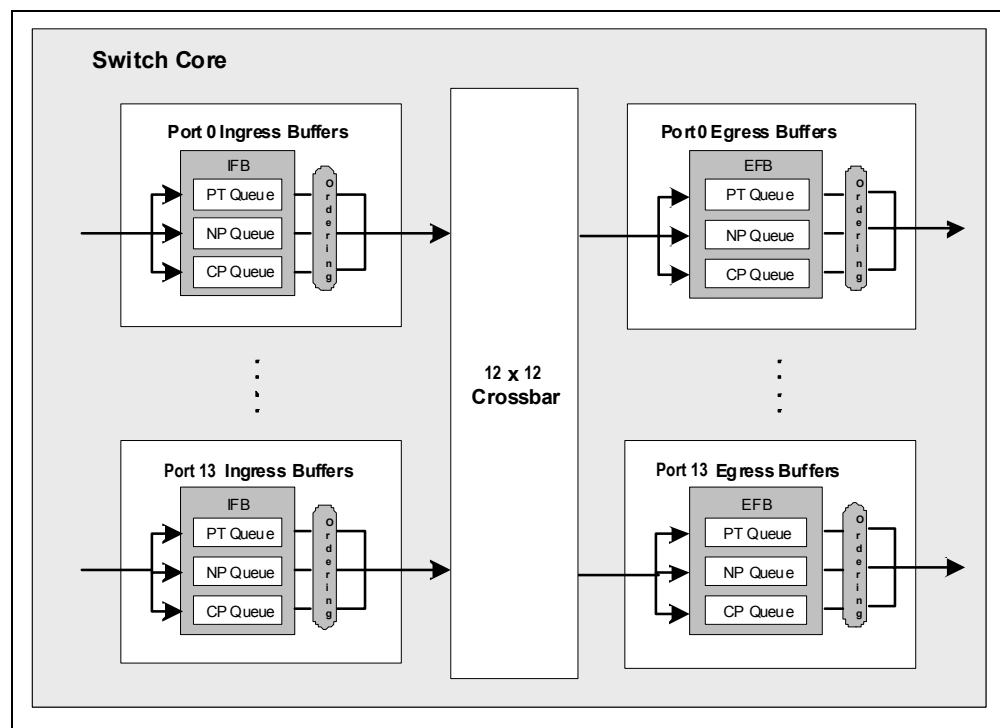 Switch Core
Port 0 Ingress Buffers
IFB
PT Queue
NP Queue
CP Queue
Ordering
Port0 Egress Buffers
EFB
PT Queue
NP Queue
CP Queue
Ordering
12 x 12
Crossbar
Port 13 Ingress Buffers
IFB
PT Queue
NP Queue
CP Queue
Ordering
Port 13 Egress Buffers
EFB
PT Queue
NP Queue
CP Queue
Ordering